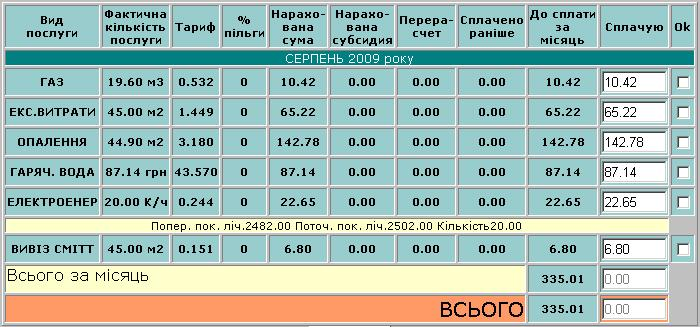 Вид послуги Фактична кількість послуги Тариф % пільги Нарахо-вана сума Нарахо-вана субсидия Перера-счет Сплачено раніше До сплати за місяць Сплачую Ok
СЕРПЕНЬ 2009 року
ГАЗ 19.60 м3 0.532 0 10.42 0.00 0.00 0.00 10.42 10.42
ЕКС.ВИТРАТИ 45.00 м2 1.449 0 65.22 0.00 0.00 0.00 65.22 65.22
ОПАЛЕННЯ 44.90 м2 3.180 0 142.78 0.00 0.00 0.00 142.78 142.78
ГАРЯЧ. ВОДА 87.14 грн 43.570 0 87.14 0.00 0.00 0.00 87.14 87.14
ЕЛЕКТРОЕНЕР 20.00 К/ч 0.244 0 22.65 0.00 0.00 0.00 22.65 22.65
Попер. пок. ліч.2482.00 Поточ. пок. ліч.2502.00 Кількість20.00
ВИВІЗ СМІТТ 45.00 м2 0.151 0 6.80 0.00 0.00 0.00 6.80 6.80
Всього за місяць 335.01 0.00
ВСЬОГО 335.01 0.00